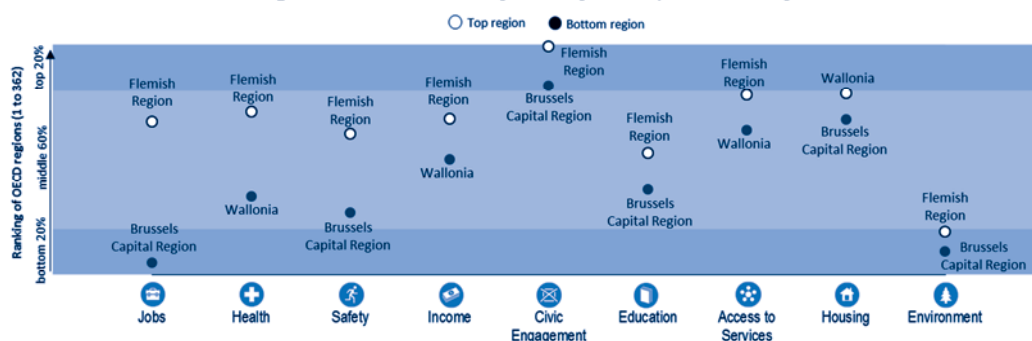 Top region
Bottom region
Ranking of OECD regions (1 to 362)
top 20%
middle 60%
bottom 20%
Flemish
Region
Brussels
Capital Region
Flemish
Region
Wallonia
Flemish
Region
Brussels
Capital Region
Flemish
Region
Wallonia
Flemish
Region
Brussels
Capital Region
Flemish
Region
Brussels
Capital Region
Flemish
Region
Wallonia
Wallonia
Brussels
Capital Region
Flemish
Region
Brussels
Capital Region
Jobs
Health
Safety
Income
Civic
Engagement
Education
Access to
Services
Housing
Environment